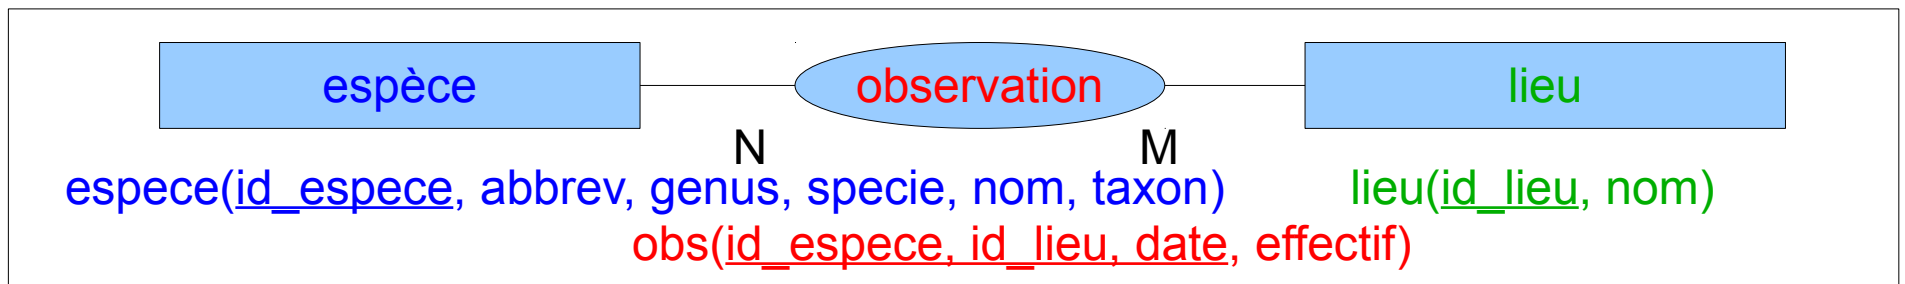 espèce observation lieu
N M
espece(id_espece, abbrev, genus, specie, nom, taxon) lieu(id_lieu, nom)
obs(id_espece, id_lieu, date, effectif)